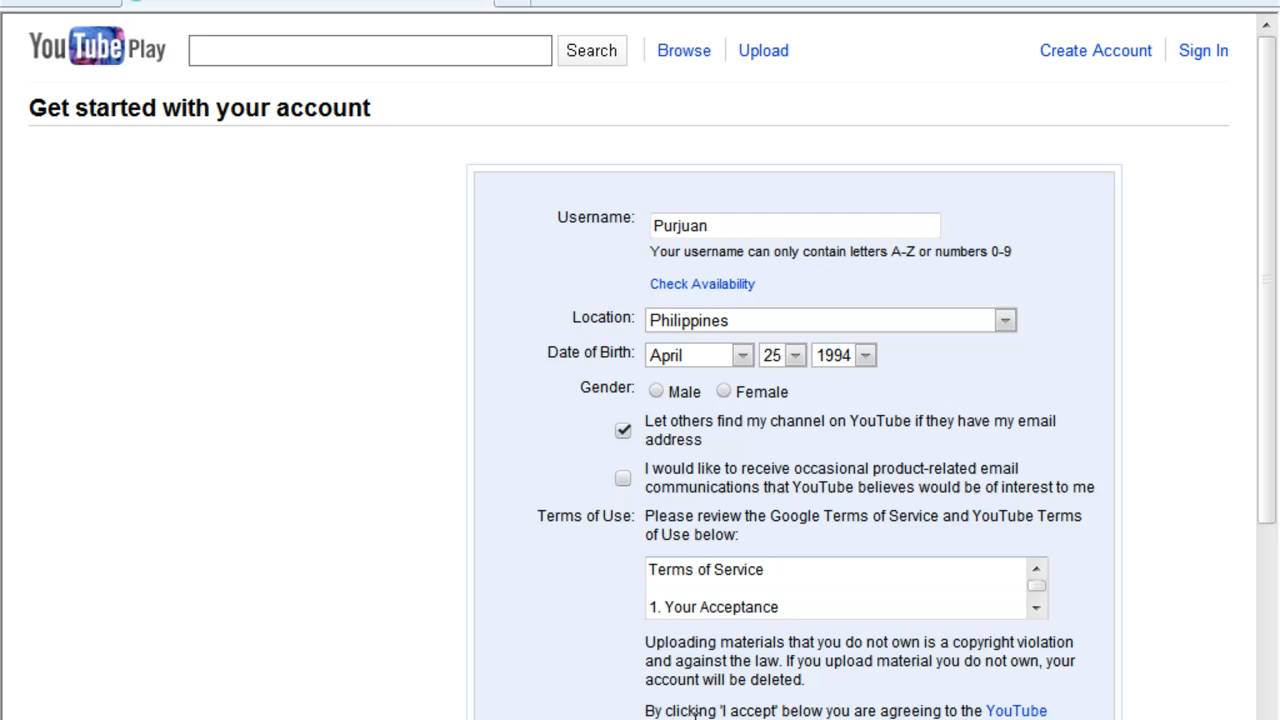 YouTube Play Search Browse Upload Create Account Sign In
Get started with your account
Username: Purjuan
Your username can only contain letters A-Z or numbers 0-9
Check Availability
Location: Philippines
Date of Birth: April 25 1994
Gender: Male Female
Let others find my channel on YouTube if they have my email
address
I would like to receive occasional product-related email
communications that YouTube believes would be of interest to me
Terms of Use: Please review the Google Terms of Service and YouTube Terms
of Use below:
Terms of Service
1. Your Acceptance
Uploading materials that you do not own is a copyright violation
and against the law. If you upload material you do not own, your
account will be deleted.
By clicking 'I accept' below you are agreeing to the YouTube